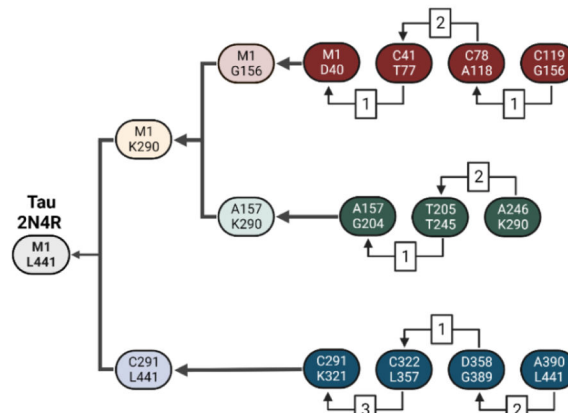 2
M1
G156
M1
D40
C41
T77
C78
A118
C119
G156
1
1
M1
K290
2
Tau
2N4R
M1
L441
A157
K290
A157
G204
T205
T245
A246
K290
1
1
C291
L441
C291
K321
C322
L357
D358
G389
A390
L441
3
2